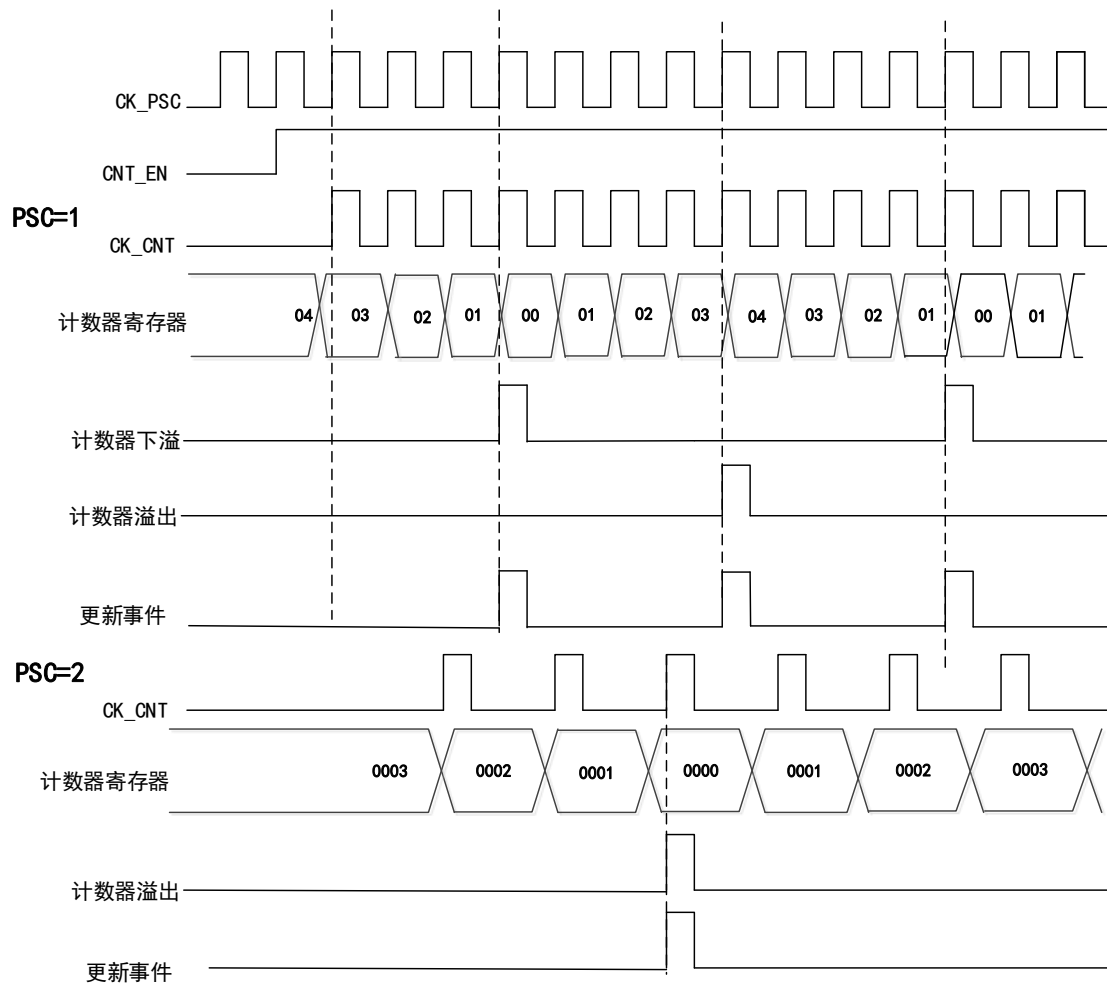 CK_PSC
CNT_EN
PSC=1
CK_CNT
计数器寄存器 04 03 02 01 00 01 02 03 04 03 02 01 00 01
计数器下溢
计数器溢出
更新事件
PSC=2
CK_CNT
计数器寄存器 0003 0002 0001 0000 0001 0002 0003
计数器溢出
更新事件